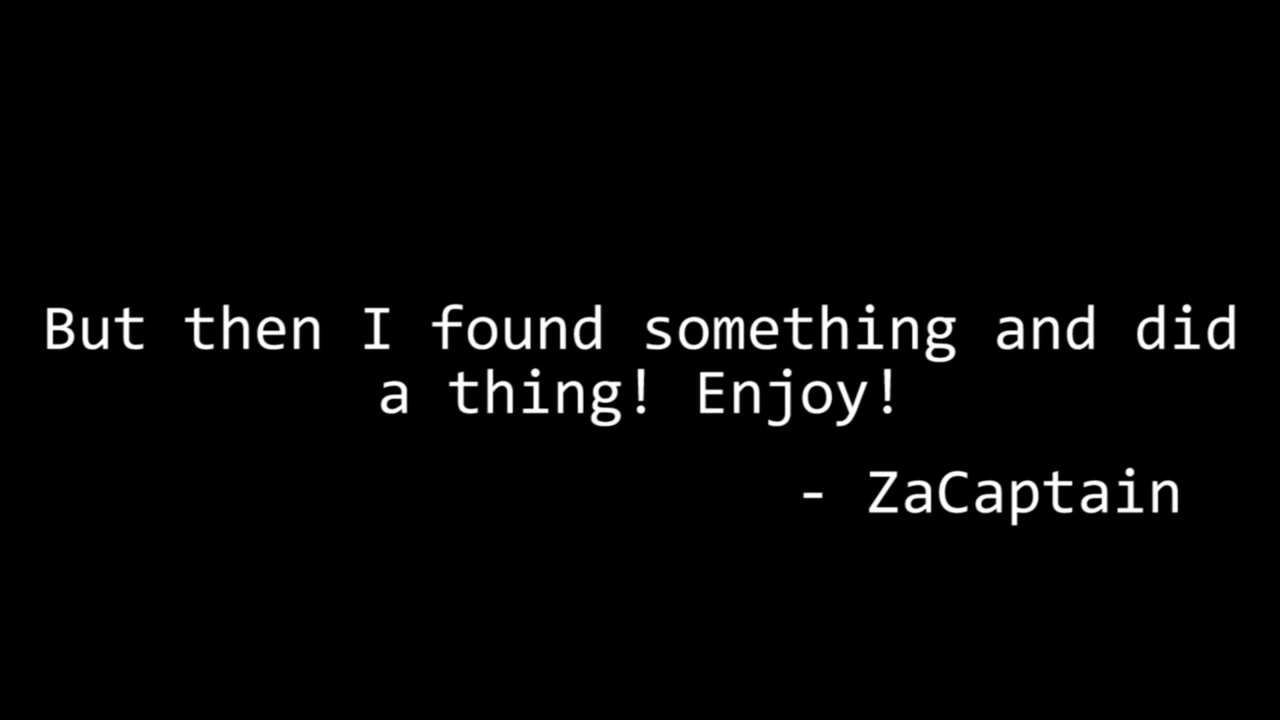 But then I found something and did
a thing! Enjoy!
- ZaCaptain